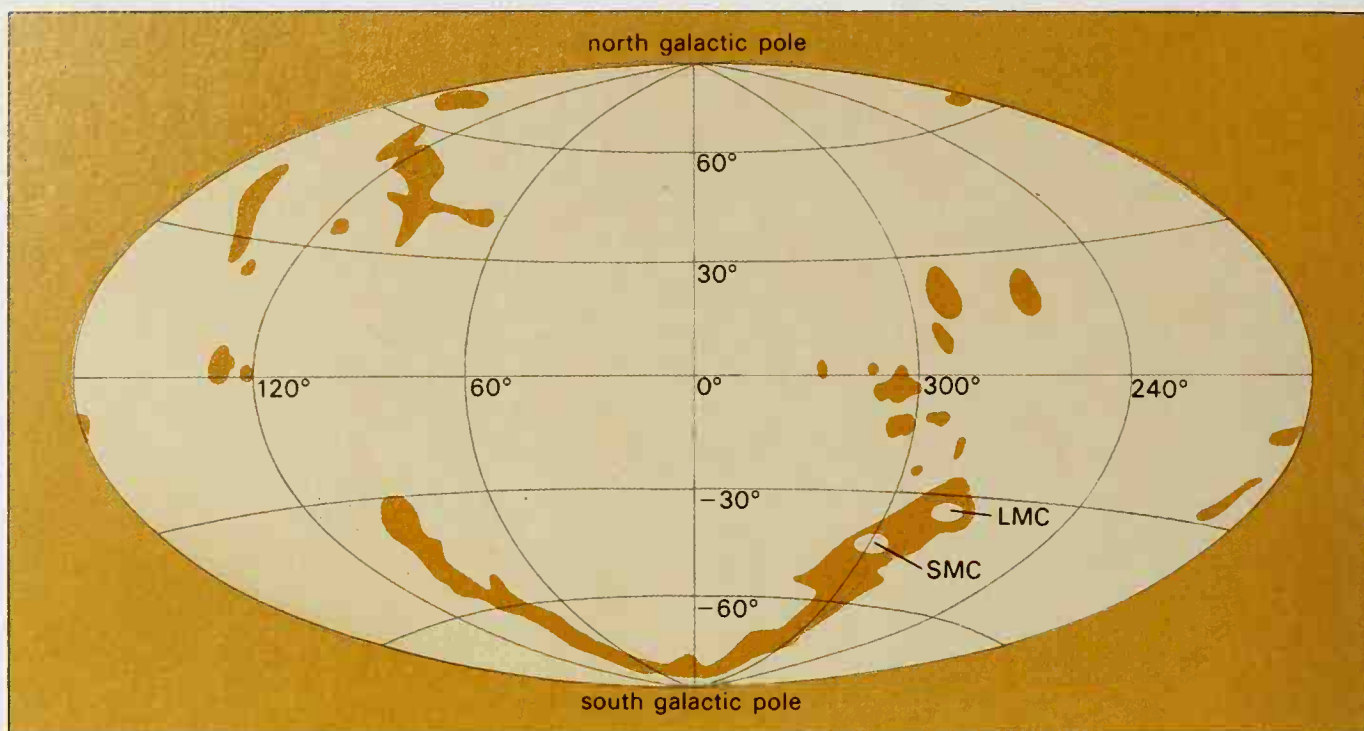 north galactic pole
60°
30°
120° 60° 0° 300° 240°
−30°
LMC
SMC
−60°
south galactic pole